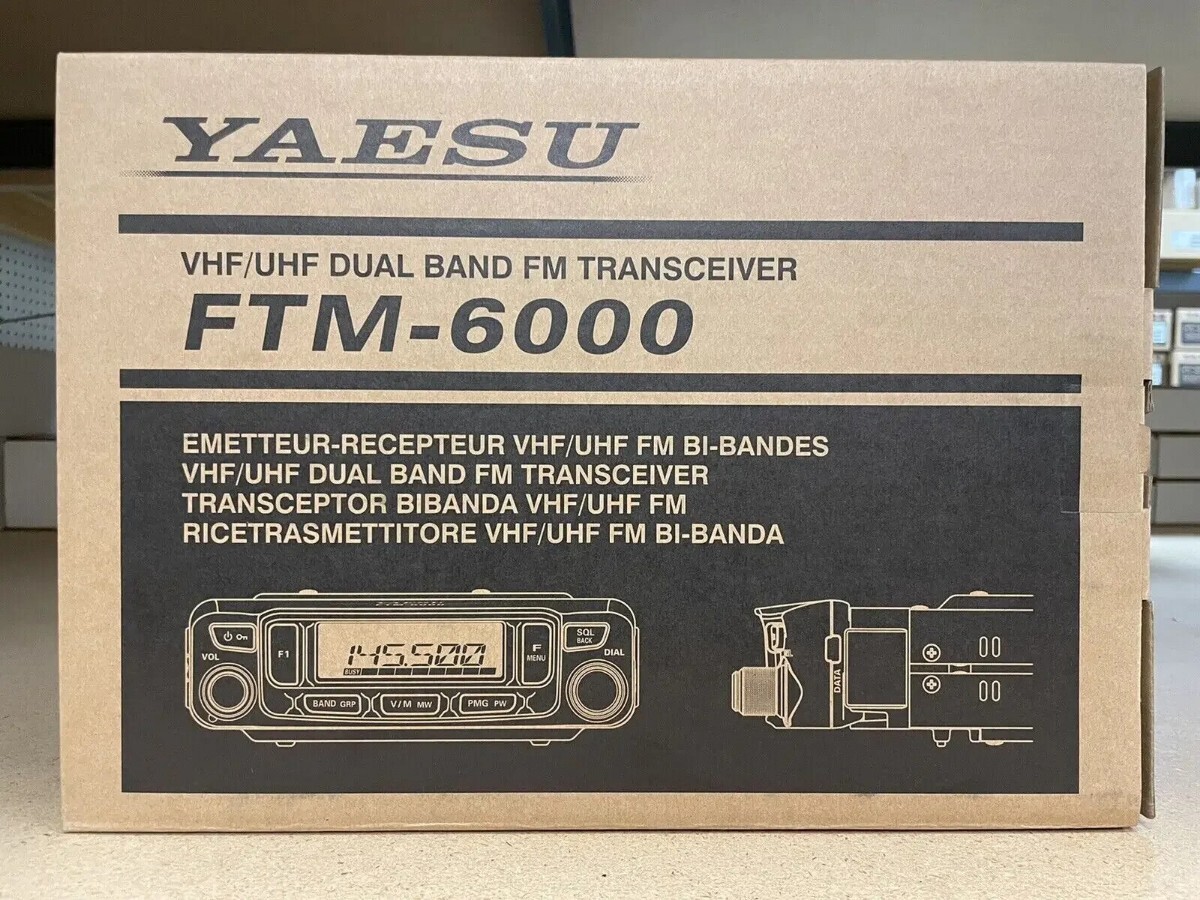 YAESU
VHF/UHF DUAL BAND FM TRANSCEIVER
FTM-6000
EMETTEUR-RECEPTEUR VHF/UHF FM BI-BANDES
VHF/UHF DUAL BAND FM TRANSCEIVER
TRANSCEPTOR BIBANDA VHF/UHF FM
RICETRASMETTITORE VHF/UHF FM BI-BANDA
On
VOL
F1
145.500
BUSY
F
MENU
SQL
BACK
DIAL
BAND GRP
V/M MW
PMG PW
DATA